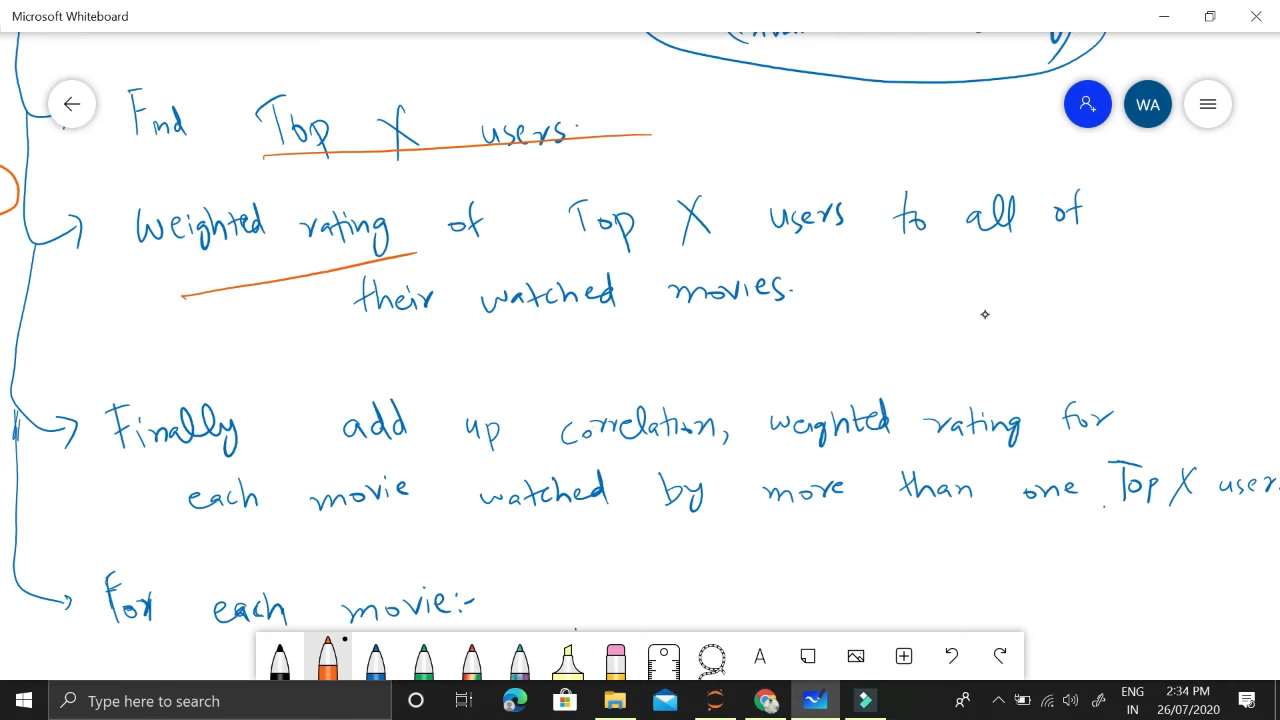 Microsoft Whiteboard
Find Top X users.
WA
Weighted rating of Top X users to all of
their watched movies.
Finally add up correlation, weighted rating for
each movie watched by more than one Top X user.
For each movie:-
A
Type here to search
ENG
IN
2:34 PM
26/07/2020